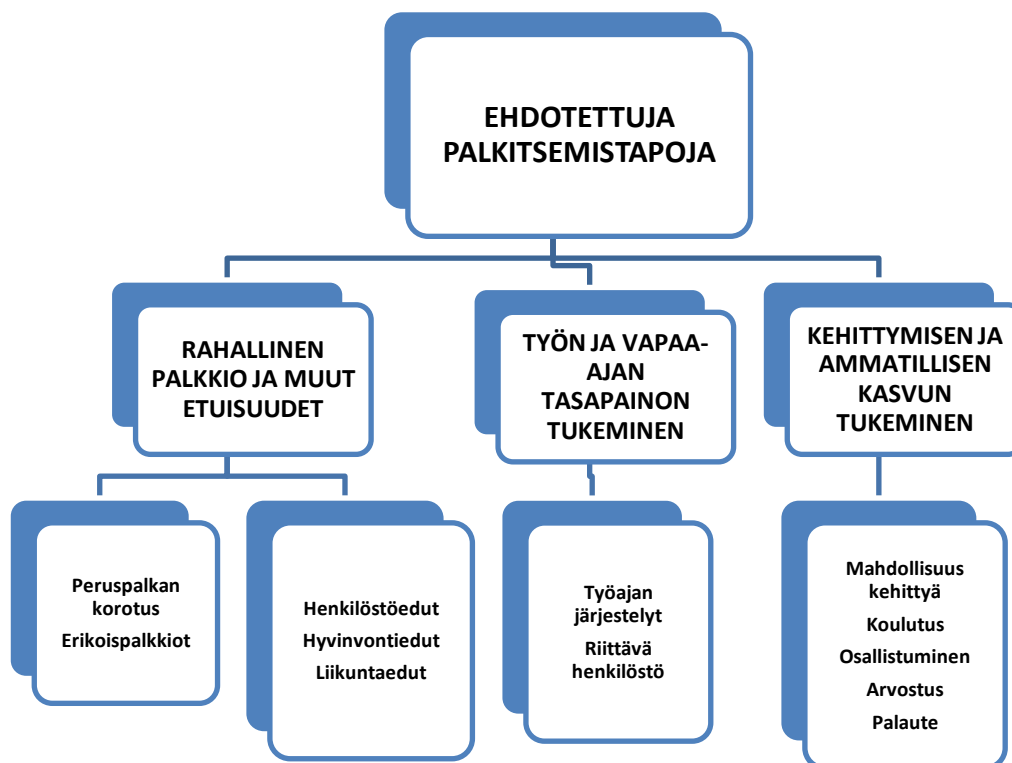 EHDOTETTUJA
PALKITSEMISTAPOJA
RAHALLINEN
PALKKIO JA MUUT
ETUISUUDET
TYÖN JA VAPAA-
AJAN
TASAPAINON
TUKEMINEN
KEHITTYMISEN JA
AMMATILLISEN
KASVUN
TUKEMINEN
Peruspalkan
korotus
Erikoispalkkiot
Henkilöstöedut
Hyvinvontiedut
Liikuntaedut
Työajan
järjestelyt
Riittävä
henkilöstö
Mahdollisuus
kehittyä
Koulutus
Osallistuminen
Arvostus
Palaute